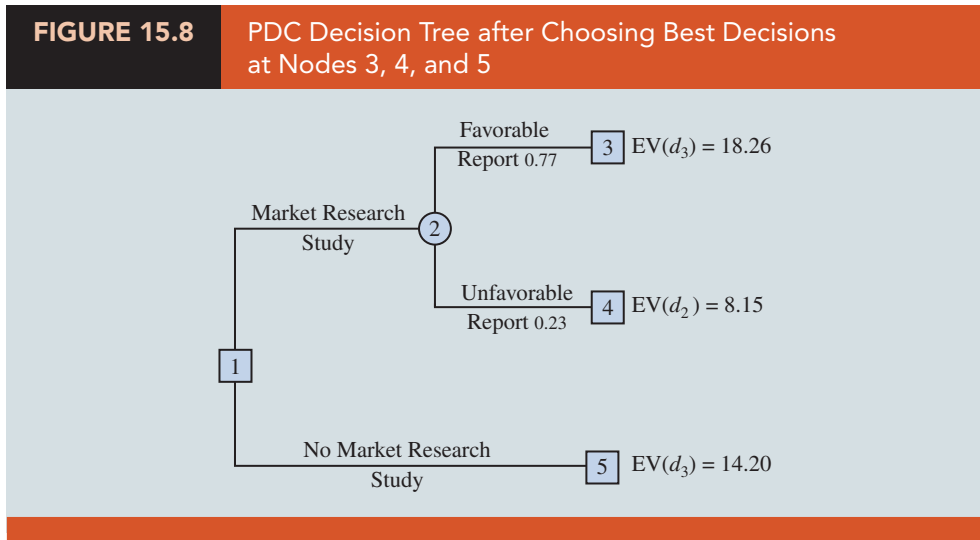 FIGURE 15.8
PDC Decision Tree after Choosing Best Decisions
at Nodes 3, 4, and 5
Favorable
Report 0.77
3 EV(d₃) = 18.26
Market Research
Study
2
Unfavorable
Report 0.23
4 EV(d₂) = 8.15
1
No Market Research
Study
5 EV(d₃) = 14.20